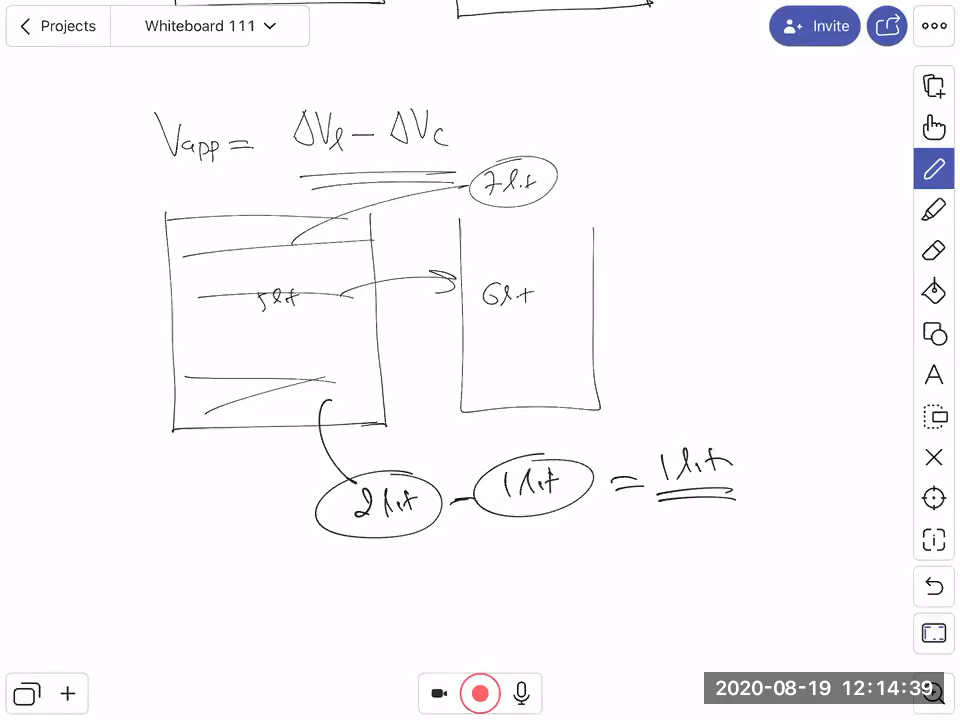 Projects
Whiteboard 111
Invite
Vapp = ΔVl − ΔVc
7lit
5lit
6lit
2lit − 1lit = 1lit
A
2020-08-19 12:14:39